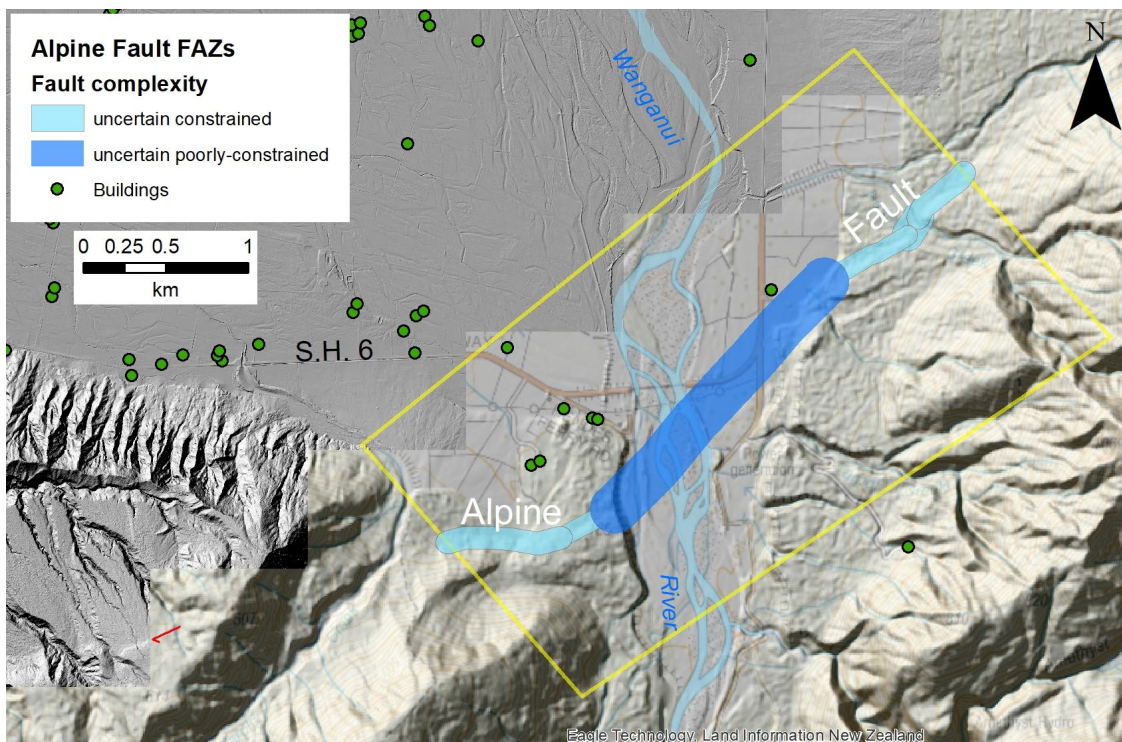 Alpine Fault FAZs
Fault complexity
uncertain constrained
uncertain poorly-constrained
Buildings
0 0.25 0.5 1
km
N
Wanganui
Fault
S.H. 6
Alpine
River
Eagle Technology, Land Information New Zealand